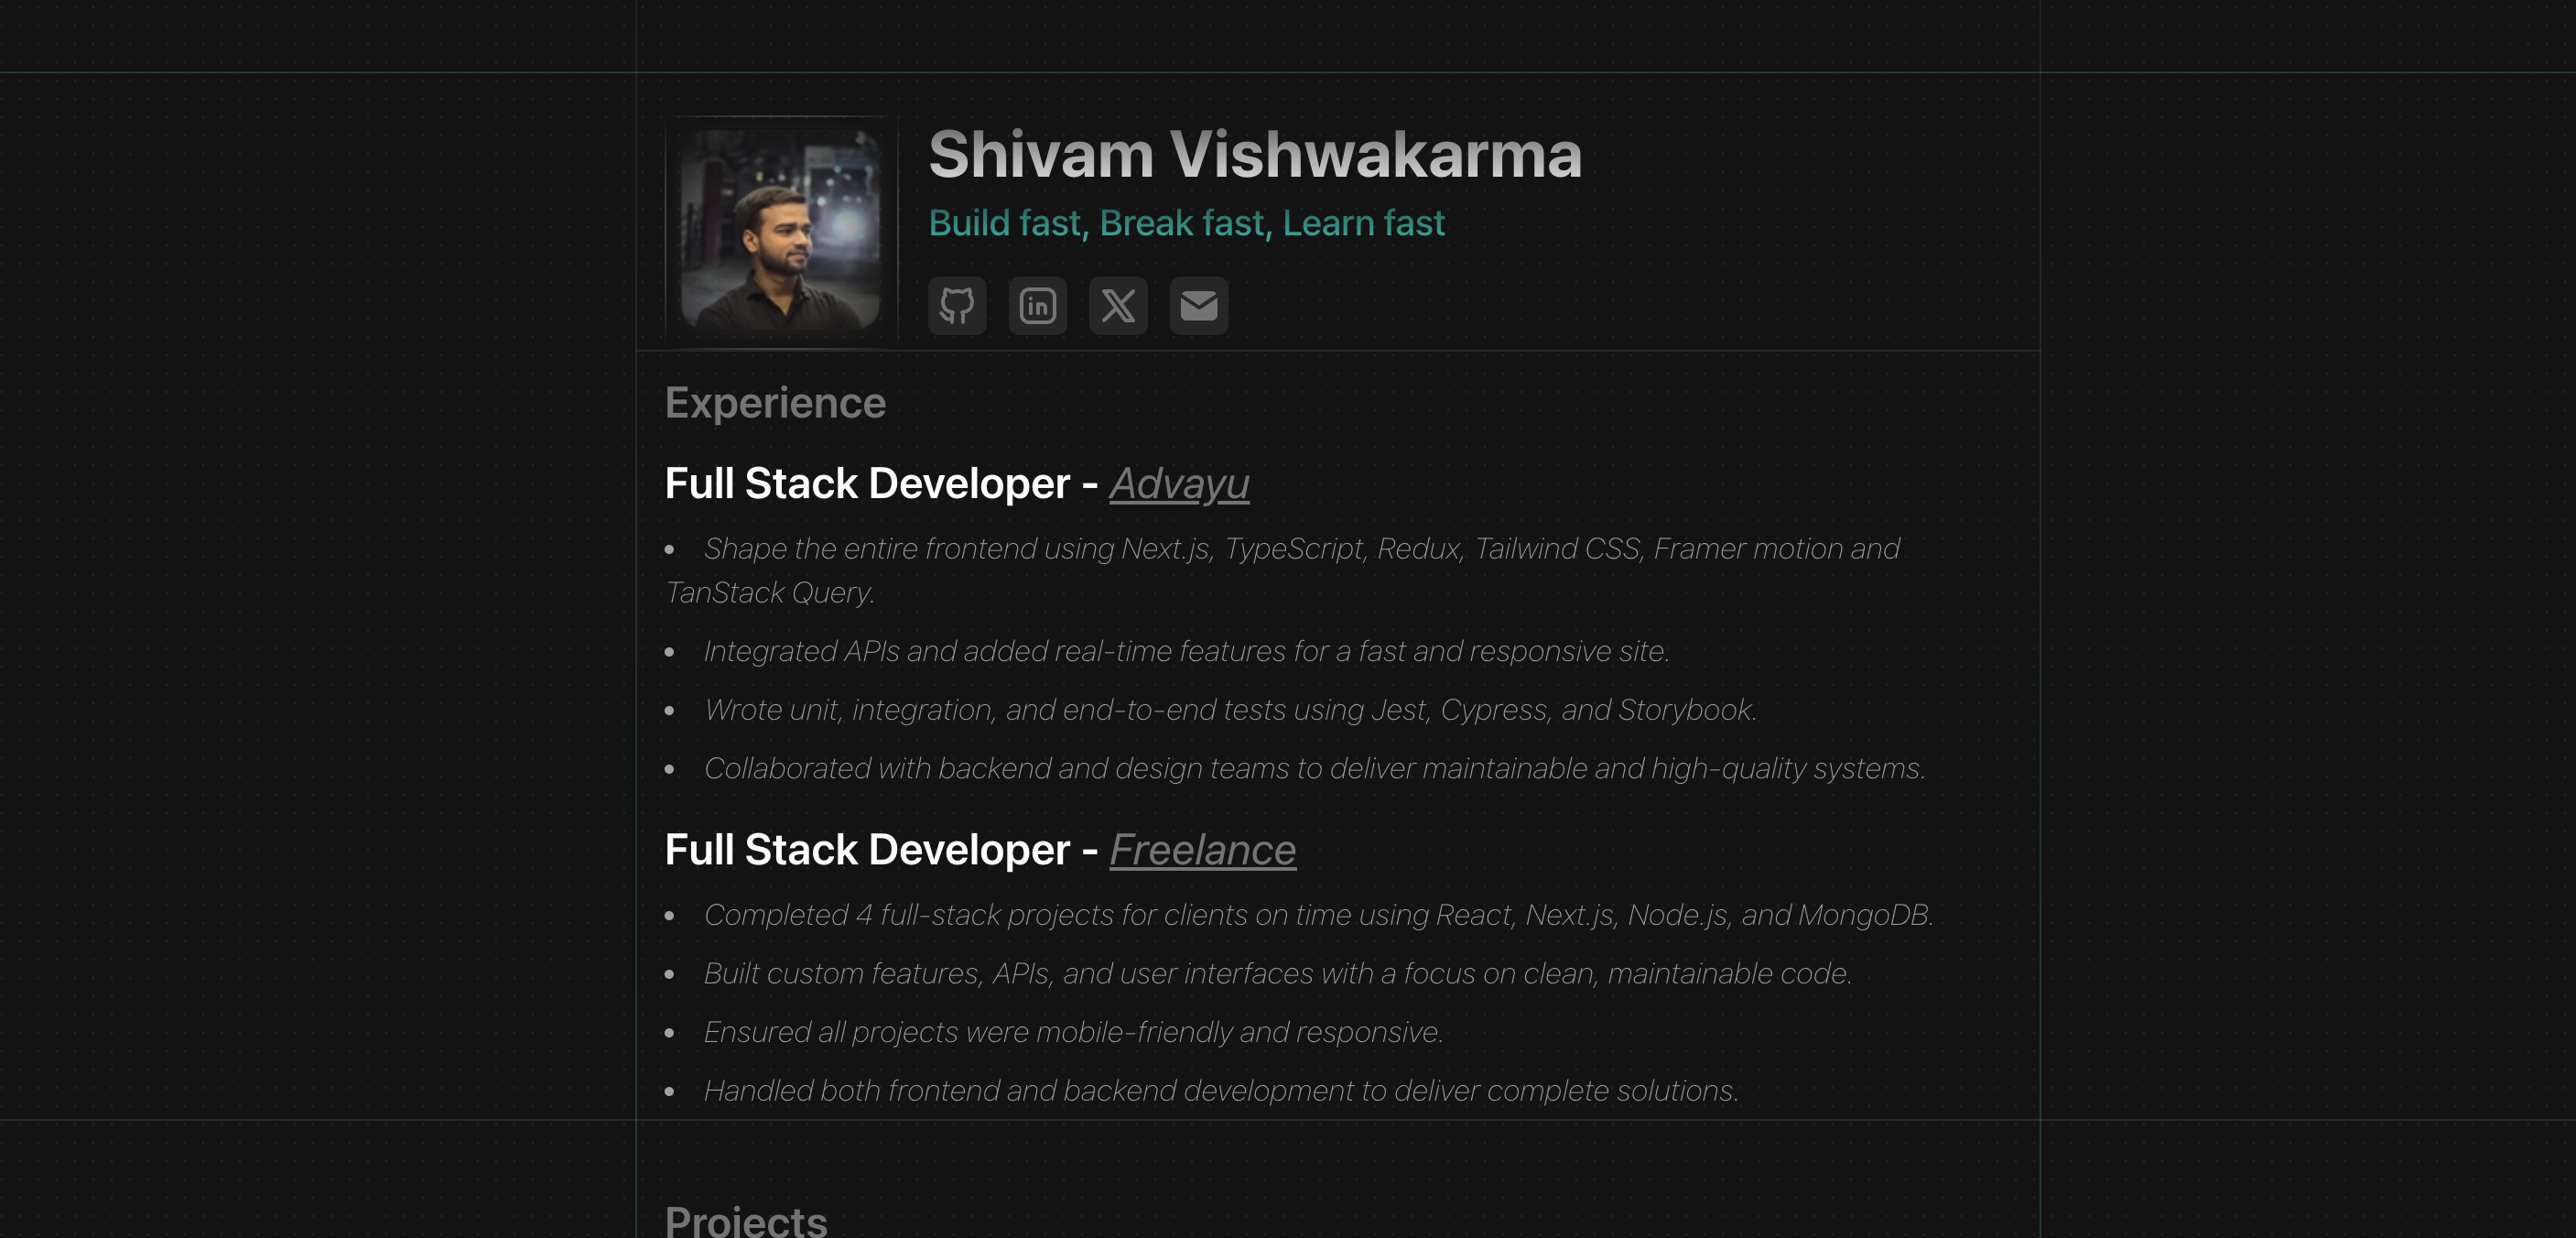 Shivam Vishwakarma
Build fast, Break fast, Learn fast
in
Experience
Full Stack Developer - Advayu
• Shape the entire frontend using Next.js, TypeScript, Redux, Tailwind CSS, Framer motion and
TanStack Query.
• Integrated APIs and added real-time features for a fast and responsive site.
• Wrote unit, integration, and end-to-end tests using Jest, Cypress, and Storybook.
• Collaborated with backend and design teams to deliver maintainable and high-quality systems.
Full Stack Developer - Freelance
• Completed 4 full-stack projects for clients on time using React, Next.js, Node.js, and MongoDB.
• Built custom features, APIs, and user interfaces with a focus on clean, maintainable code.
• Ensured all projects were mobile-friendly and responsive.
• Handled both frontend and backend development to deliver complete solutions.
Projects